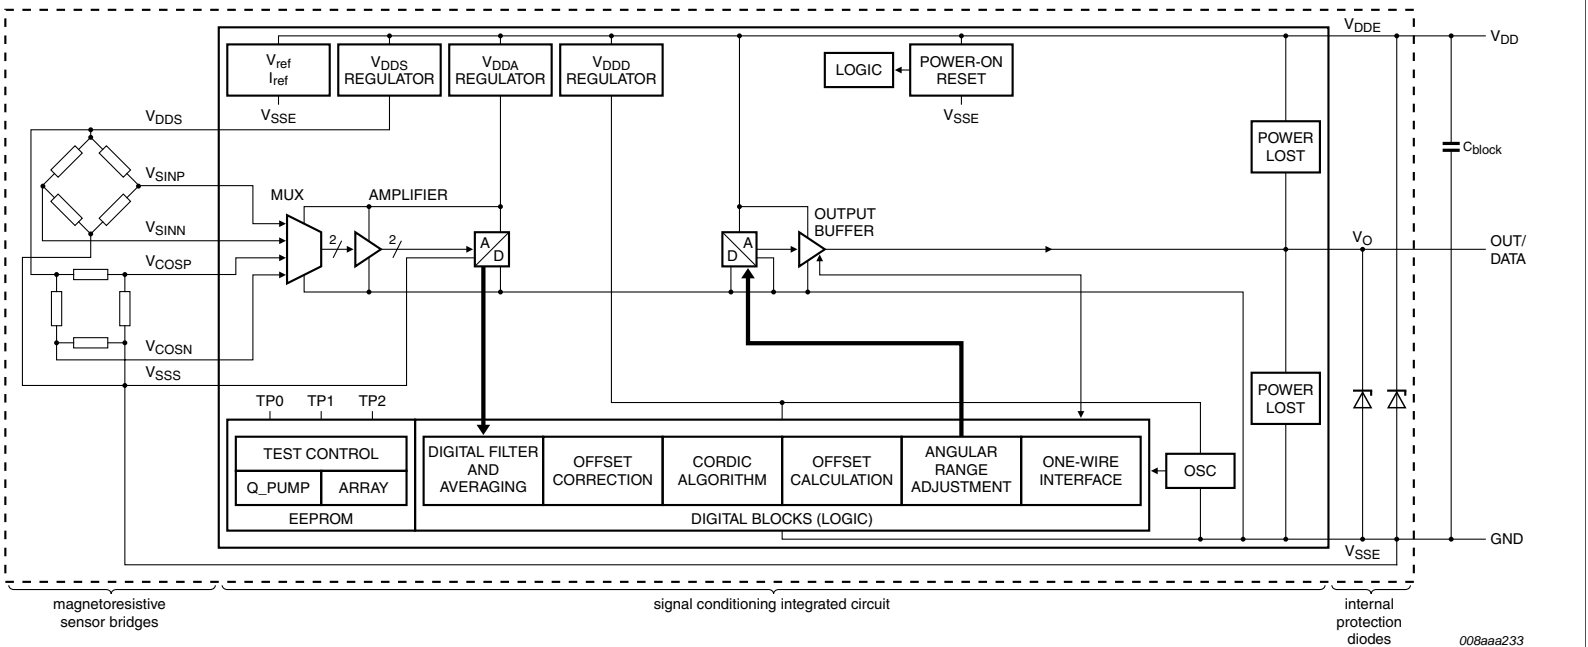 VDDE
VDD
Vref
Iref
VDDS
REGULATOR
VDDA
REGULATOR
VDDD
REGULATOR
LOGIC
POWER-ON
RESET
VSSE
VSSE
VDDS
POWER
LOST
Cblock
VSINP
MUX
AMPLIFIER
OUTPUT
BUFFER
VSINN
2
2
A
D
A
D
VO
OUT/
DATA
VCOSP
VCOSN
VSSS
TP0
TP1
TP2
POWER
LOST
TEST CONTROL
Q_PUMP
ARRAY
EEPROM
DIGITAL FILTER
AND
AVERAGING
OFFSET
CORRECTION
CORDIC
ALGORITHM
OFFSET
CALCULATION
ANGULAR
RANGE
ADJUSTMENT
ONE-WIRE
INTERFACE
DIGITAL BLOCKS (LOGIC)
OSC
GND
VSSE
magnetoresistive
sensor bridges
signal conditioning integrated circuit
internal
protection
diodes
008aaa233